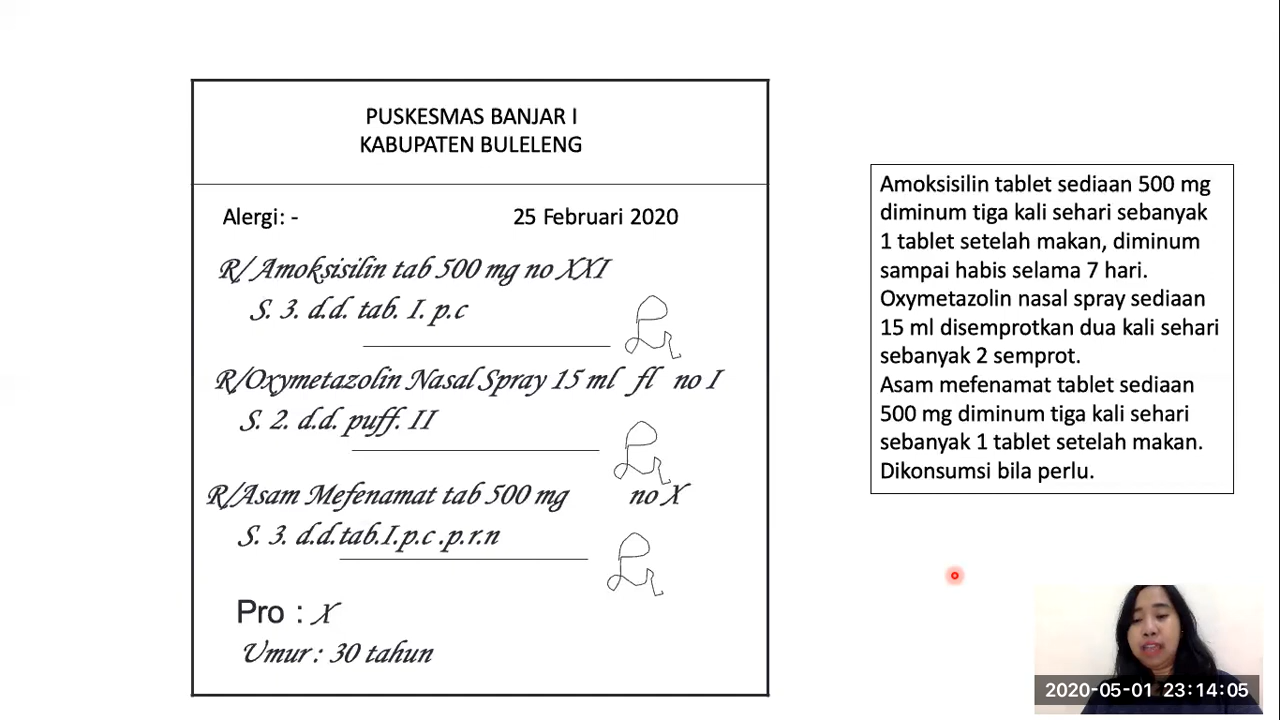 PUSKESMAS BANJAR I
KABUPATEN BULELENG
Alergi: - 25 Februari 2020
R/ Amoksisilin tab 500 mg no XXI
S. 3. d.d. tab. I. p.c
R/Oxymetazolin Nasal Spray 15 ml fl no I
S. 2. d.d. puff. II
R/Asam Mefenamat tab 500 mg no X
S. 3. d.d.tab.I.p.c .p.r.n
Pro : X
Umur : 30 tahun
Amoksisilin tablet sediaan 500 mg
diminum tiga kali sehari sebanyak
1 tablet setelah makan, diminum
sampai habis selama 7 hari.
Oxymetazolin nasal spray sediaan
15 ml disemprotkan dua kali sehari
sebanyak 2 semprot.
Asam mefenamat tablet sediaan
500 mg diminum tiga kali sehari
sebanyak 1 tablet setelah makan.
Dikonsumsi bila perlu.
2020-05-01 23:14:05